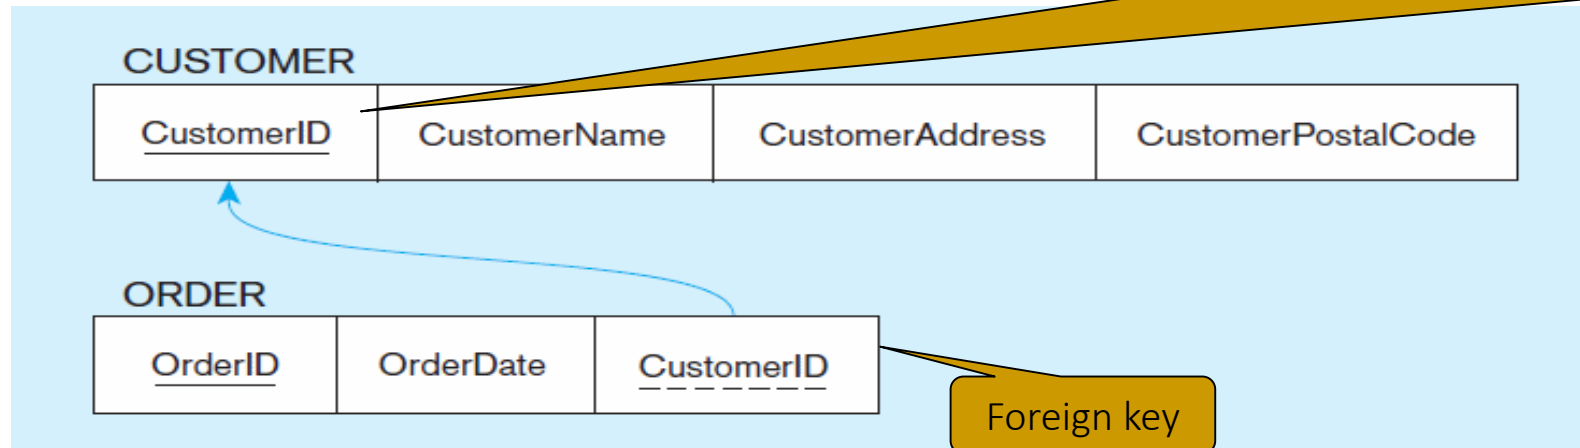 CUSTOMER
CustomerID CustomerName CustomerAddress CustomerPostalCode
ORDER
OrderID OrderDate CustomerID
Foreign key